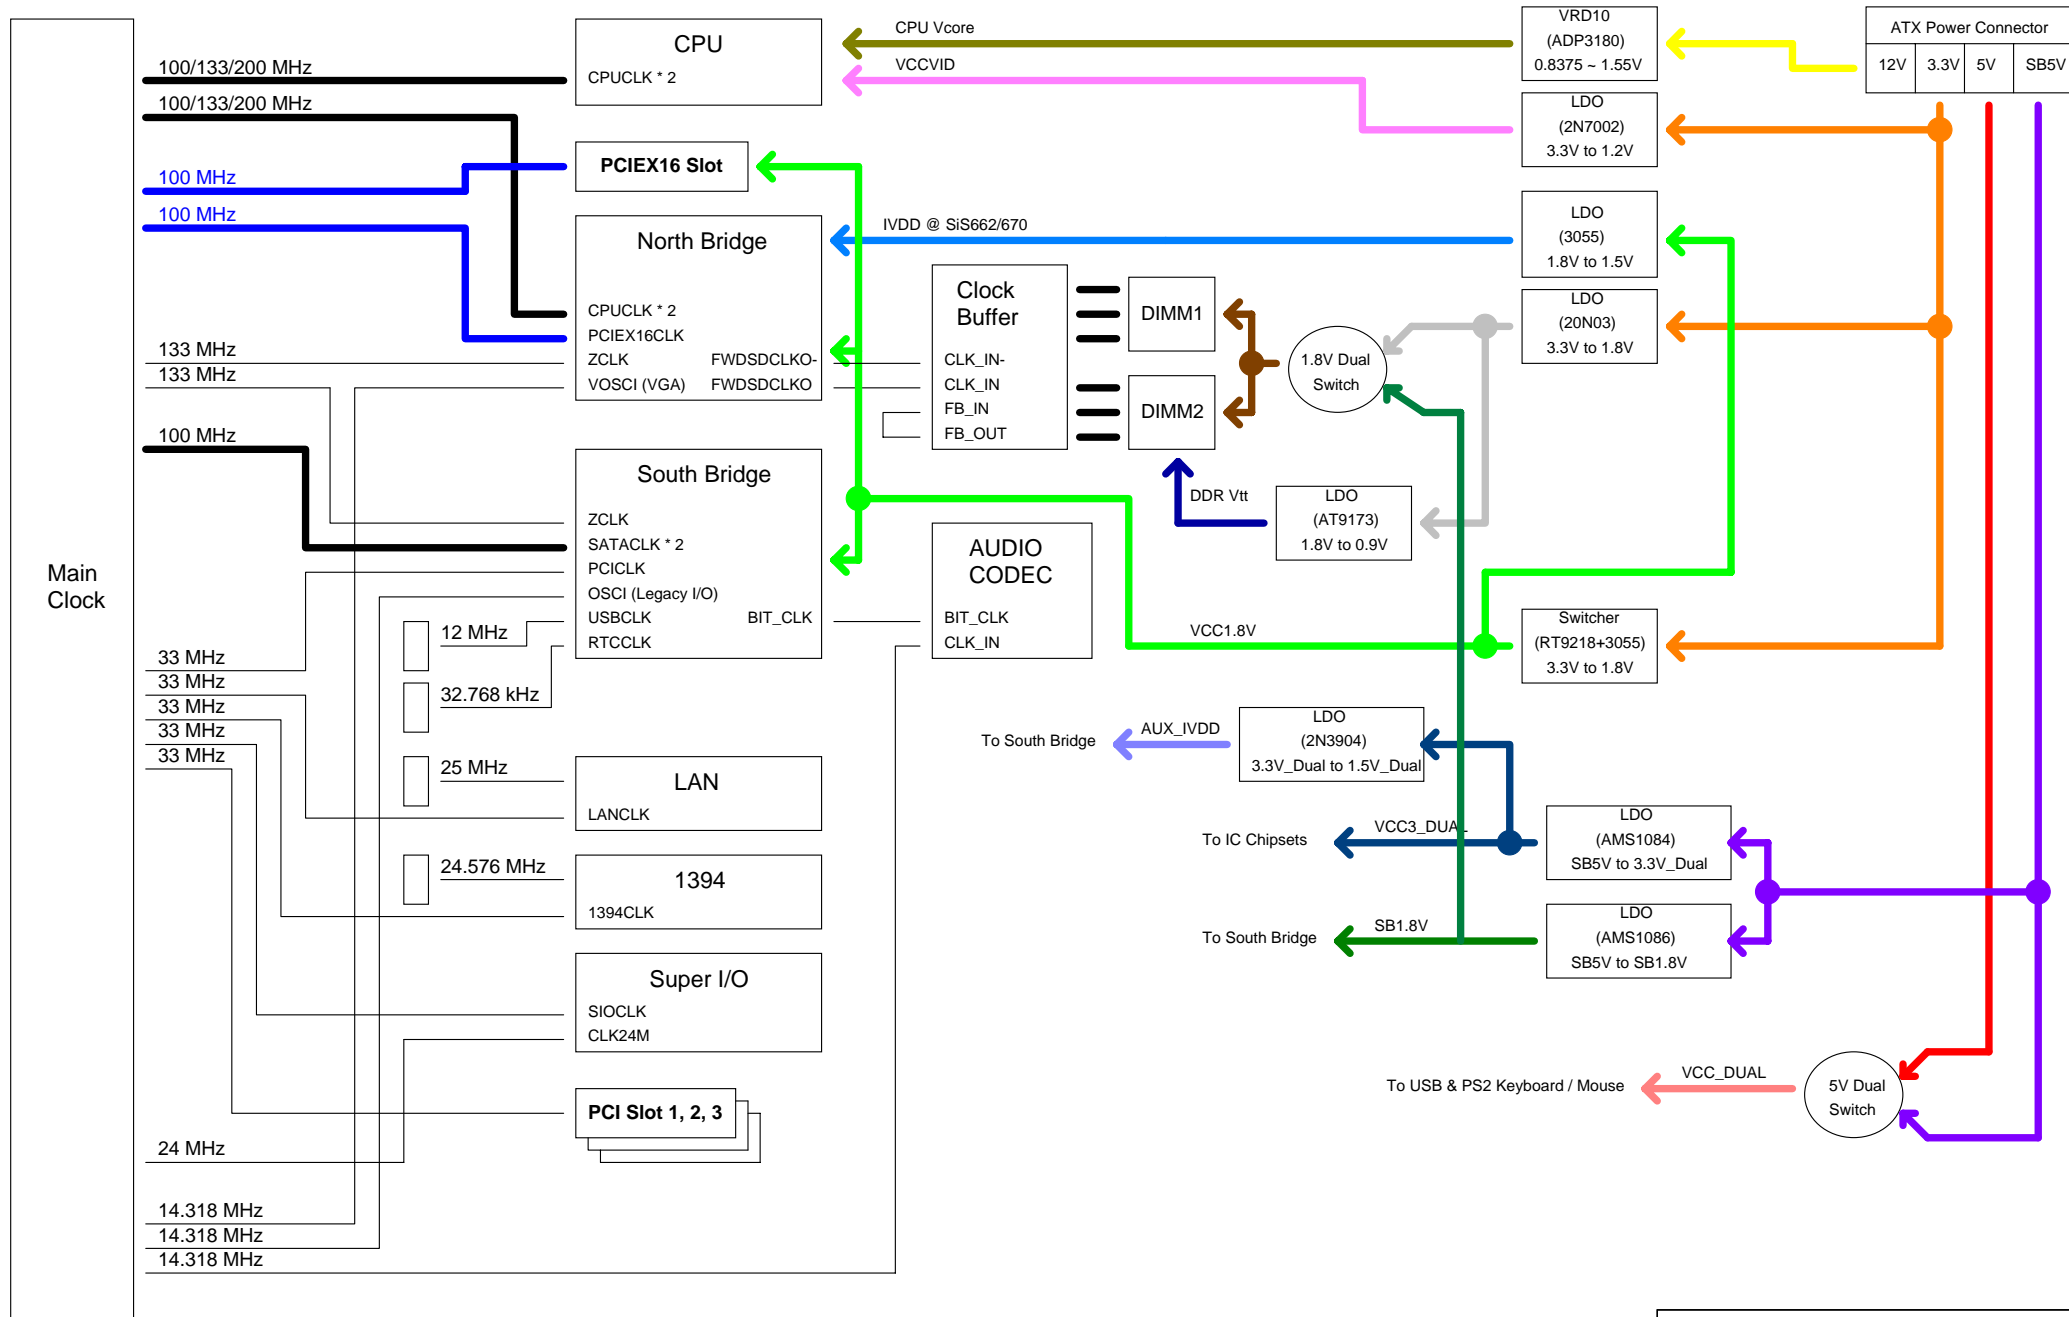 Main
Clock
100/133/200 MHz
100/133/200 MHz
100 MHz
100 MHz
133 MHz
133 MHz
100 MHz
33 MHz
33 MHz
33 MHz
33 MHz
33 MHz
24 MHz
14.318 MHz
14.318 MHz
14.318 MHz
12 MHz
32.768 kHz
25 MHz
24.576 MHz
CPU
CPUCLK * 2
PCIEX16 Slot
North Bridge
CPUCLK * 2
PCIEX16CLK
ZCLK FWDSDCLKO-
VOSCI (VGA) FWDSDCLKO
South Bridge
ZCLK
SATACLK * 2
PCICLK
OSCI (Legacy I/O)
USBCLK BIT_CLK
RTCCLK
LAN
LANCLK
1394
1394CLK
Super I/O
SIOCLK
CLK24M
PCI Slot 1, 2, 3
Clock
Buffer
CLK_IN-
CLK_IN
FB_IN
FB_OUT
AUDIO
CODEC
BIT_CLK
CLK_IN
DIMM1
DIMM2
CPU Vcore
VCCVID
IVDD @ SiS662/670
1.8V Dual
Switch
DDR Vtt
LDO
(AT9173)
1.8V to 0.9V
VCC1.8V
VRD10
(ADP3180)
0.8375 ~ 1.55V
LDO
(2N7002)
3.3V to 1.2V
LDO
(3055)
1.8V to 1.5V
LDO
(20N03)
3.3V to 1.8V
Switcher
(RT9218+3055)
3.3V to 1.8V
ATX Power Connector
12V 3.3V 5V SB5V
To South Bridge
AUX_IVDD
LDO
(2N3904)
3.3V_Dual to 1.5V_Dual
To IC Chipsets
VCC3_DUAL
LDO
(AMS1084)
SB5V to 3.3V_Dual
To South Bridge
SB1.8V
LDO
(AMS1086)
SB5V to SB1.8V
To USB & PS2 Keyboard / Mouse
VCC_DUAL
5V Dual
Switch